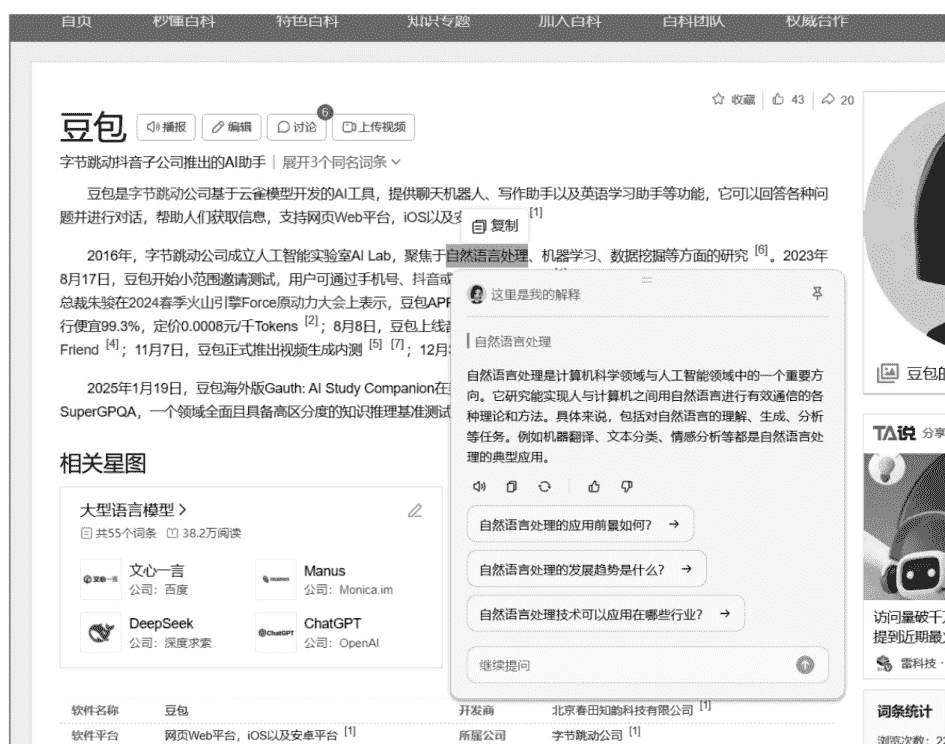 首页 秒懂百科 特色百科 知识专题 加入百科 百科团队 权威合作
收藏 43 20
豆包 播报 编辑 讨论 6 上传视频
字节跳动抖音子公司推出的AI助手 | 展开3个同名词条
豆包是字节跳动公司基于云雀模型开发的AI工具，提供聊天机器人、写作助手以及英语学习助手等功能，它可以回答各种问
题并进行对话，帮助人们获取信息，支持网页Web平台，iOS以及安 [1]
复制
2016年，字节跳动公司成立人工智能实验室AI Lab，聚焦于自然语言处理、机器学习、数据挖掘等方面的研究 [6]。2023年
8月17日，豆包开始小范围邀请测试，用户可通过手机号、抖音或
总裁朱骏在2024春季火山引擎Force原动力大会上表示，豆包APP
行便宜99.3%，定价0.0008元/千Tokens [2]；8月8日，豆包上线
Friend [4]；11月7日，豆包正式推出视频生成内测 [5] [7]；12月
2025年1月19日，豆包海外版Gauth: AI Study Companion在
SuperGPQA，一个领域全面且具备高区分度的知识推理基准测试
这里是我的解释
自然语言处理
自然语言处理是计算机科学领域与人工智能领域中的一个重要方
向。它研究能实现人与计算机之间用自然语言进行有效通信的各
种理论和方法。具体来说，包括对自然语言的理解、生成、分析
等任务。例如机器翻译、文本分类、情感分析等都是自然语言处
理的典型应用。
自然语言处理的应用前景如何？ →
自然语言处理的发展趋势是什么？ →
自然语言处理技术可以应用在哪些行业？ →
继续提问
相关星图
大型语言模型
共55个词条 38.2万阅读
文心一言 文心一言
公司：百度
Manus
公司：Monica.im
DeepSeek
公司：深度求索
ChatGPT ChatGPT
公司：OpenAI
软件名称 豆包 开发商 北京春田知韵科技有限公司 [1]
软件平台 网页Web平台，iOS以及安卓平台 [1] 所属公司 字节跳动公司 [1]
豆包的
TA说 分享
访问量破千万
提到近期最
雷科技·
词条统计
浏览次数：